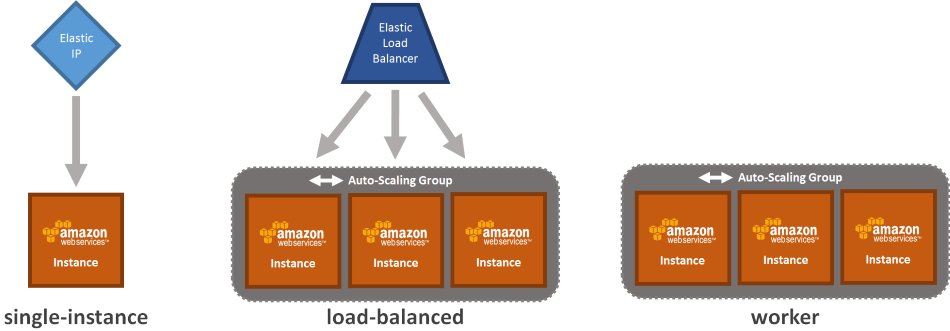 Elastic
IP
amazon
webservices™
Instance
single-instance
Elastic
Load
Balancer
Auto-Scaling Group
amazon
webservices™
Instance
amazon
webservices™
Instance
amazon
webservices™
Instance
load-balanced
Auto-Scaling Group
amazon
webservices™
Instance
amazon
webservices™
Instance
amazon
webservices™
Instance
worker